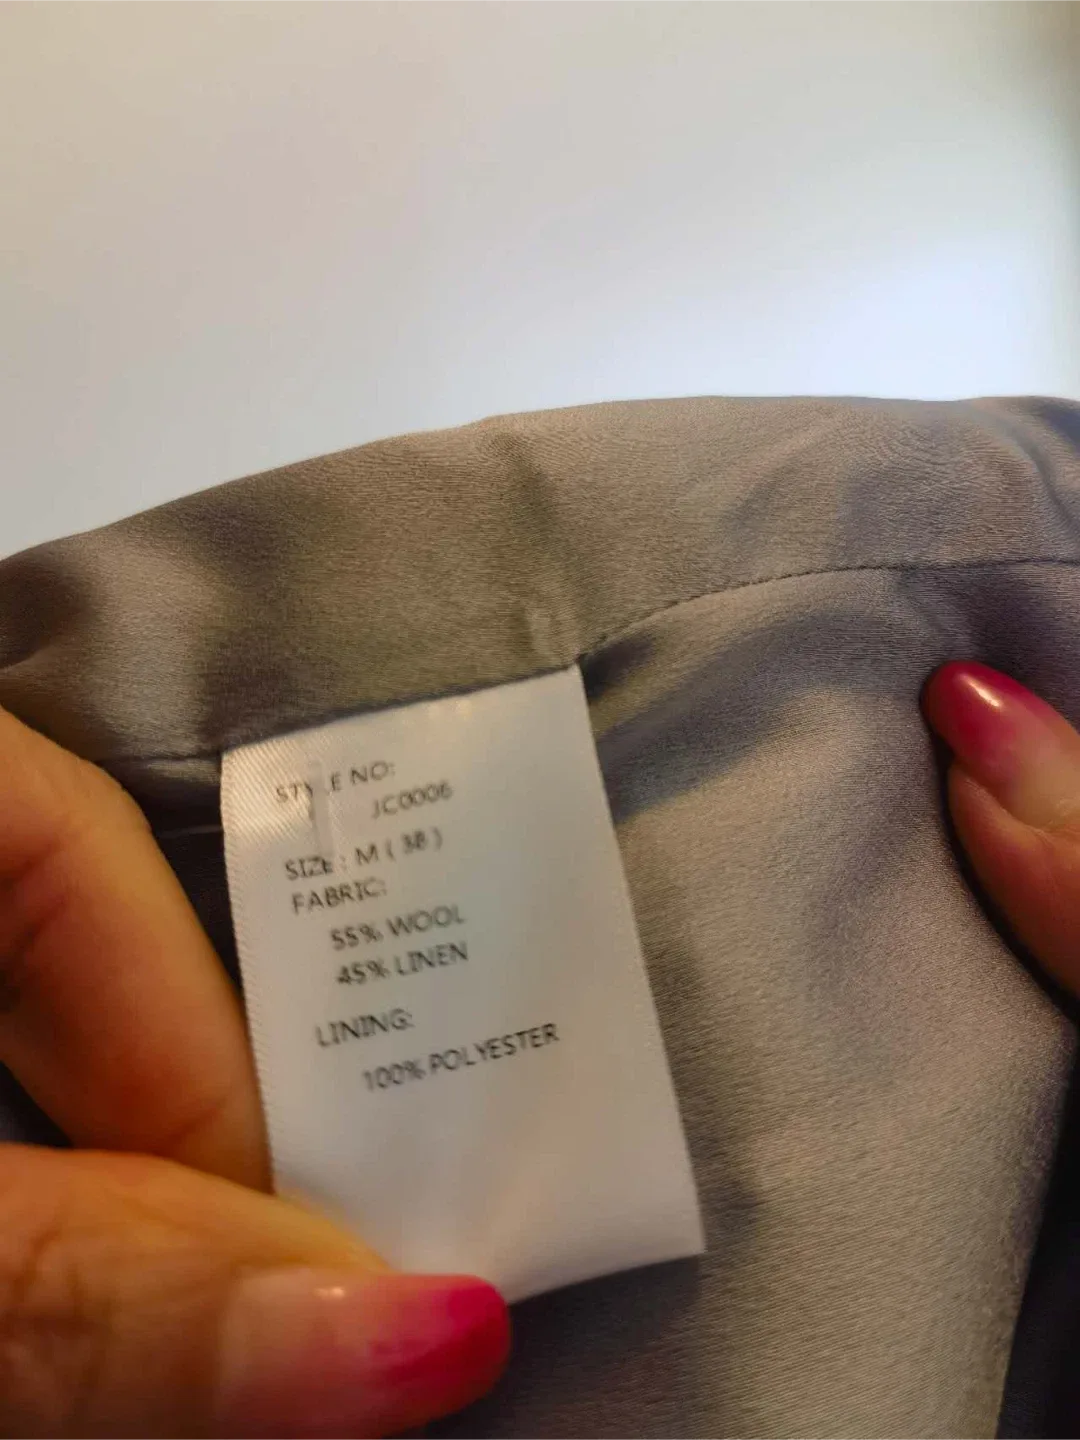 STYLE NO:
JC0006
SIZE: M ( 38 )
FABRIC:
55% WOOL
45% LINEN
LINING:
100% POLYESTER